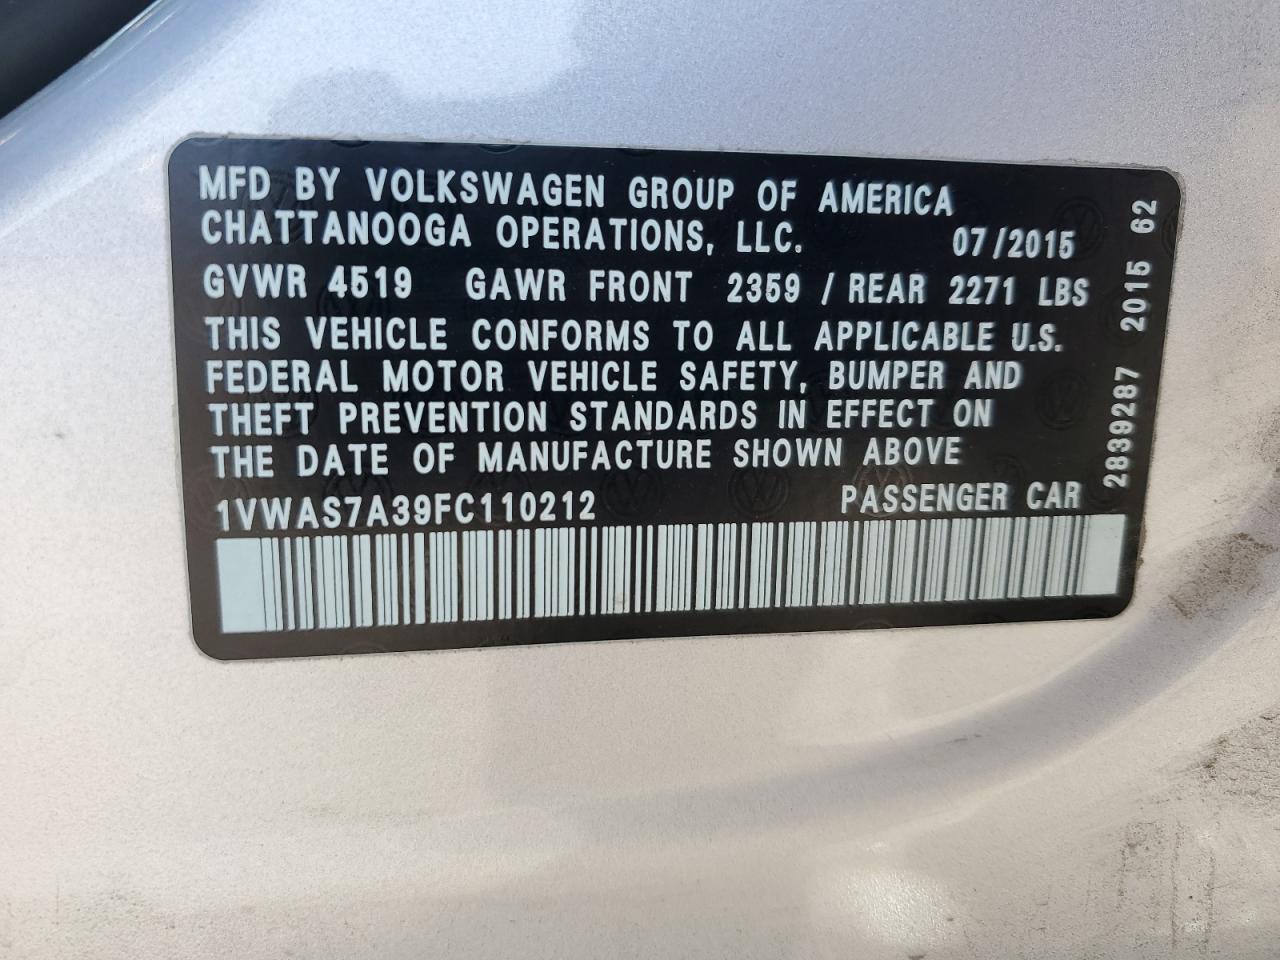 MFD BY VOLKSWAGEN GROUP OF AMERICA
CHATTANOOGA OPERATIONS, LLC. 07/2015
GVWR 4519 GAWR FRONT 2359 / REAR 2271 LBS
THIS VEHICLE CONFORMS TO ALL APPLICABLE U.S.
FEDERAL MOTOR VEHICLE SAFETY, BUMPER AND
THEFT PREVENTION STANDARDS IN EFFECT ON
THE DATE OF MANUFACTURE SHOWN ABOVE
1VWAS7A39FC110212 PASSENGER CAR
2839287 2015 62